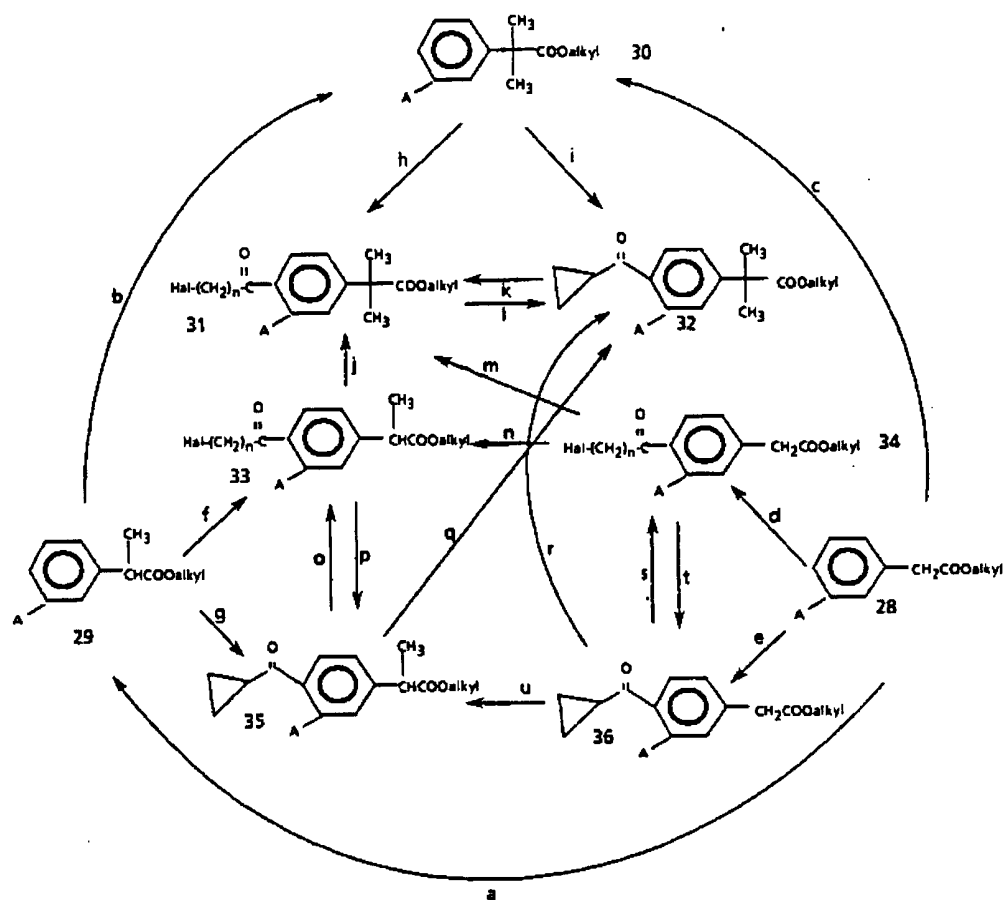 CH₃
COOalkyl 30
CH₃
A
h i
c
b
O
CH₃
Hal-(CH₂)n-C
COOalkyl
CH₃
A
31
k
l
O
CH₃
COOalkyl
CH₃
A
32
j
m
O
CH₃
Hal-(CH₂)n-C
CHCOOalkyl
A
33
n
O
Hal-(CH₂)n-C
CH₂COOalkyl
A
34
f
CH₃
CHCOOalkyl
A
29
g
o p
q
r
s t
d
CH₂COOalkyl
A
28
e
O
CH₃
CHCOOalkyl
A
35
u
O
CH₂COOalkyl
A
36
a